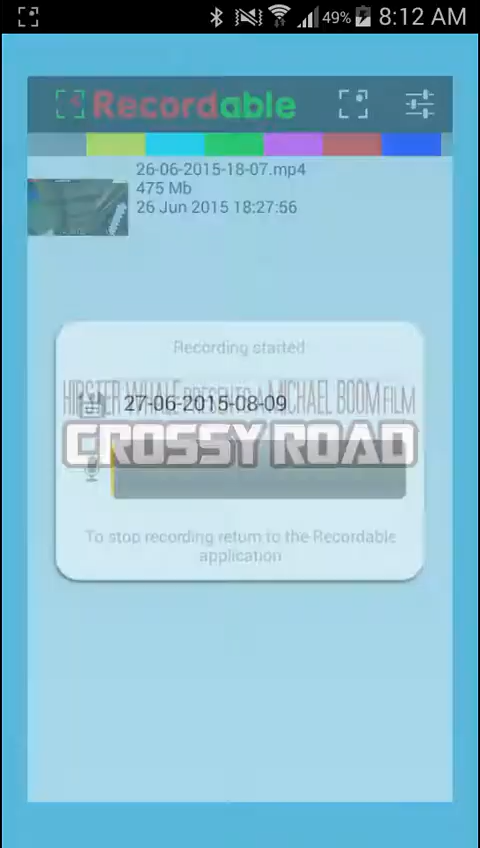 49% 8:12 AM
Recordable
26-06-2015-18-07.mp4
475 Mb
26 Jun 2015 18:27:56
Recording started
HIPSTER WHALE PRESENTS A MICHAEL BOOM FILM
27-06-2015-08-09
CROSSY ROAD
To stop recording return to the Recordable
application